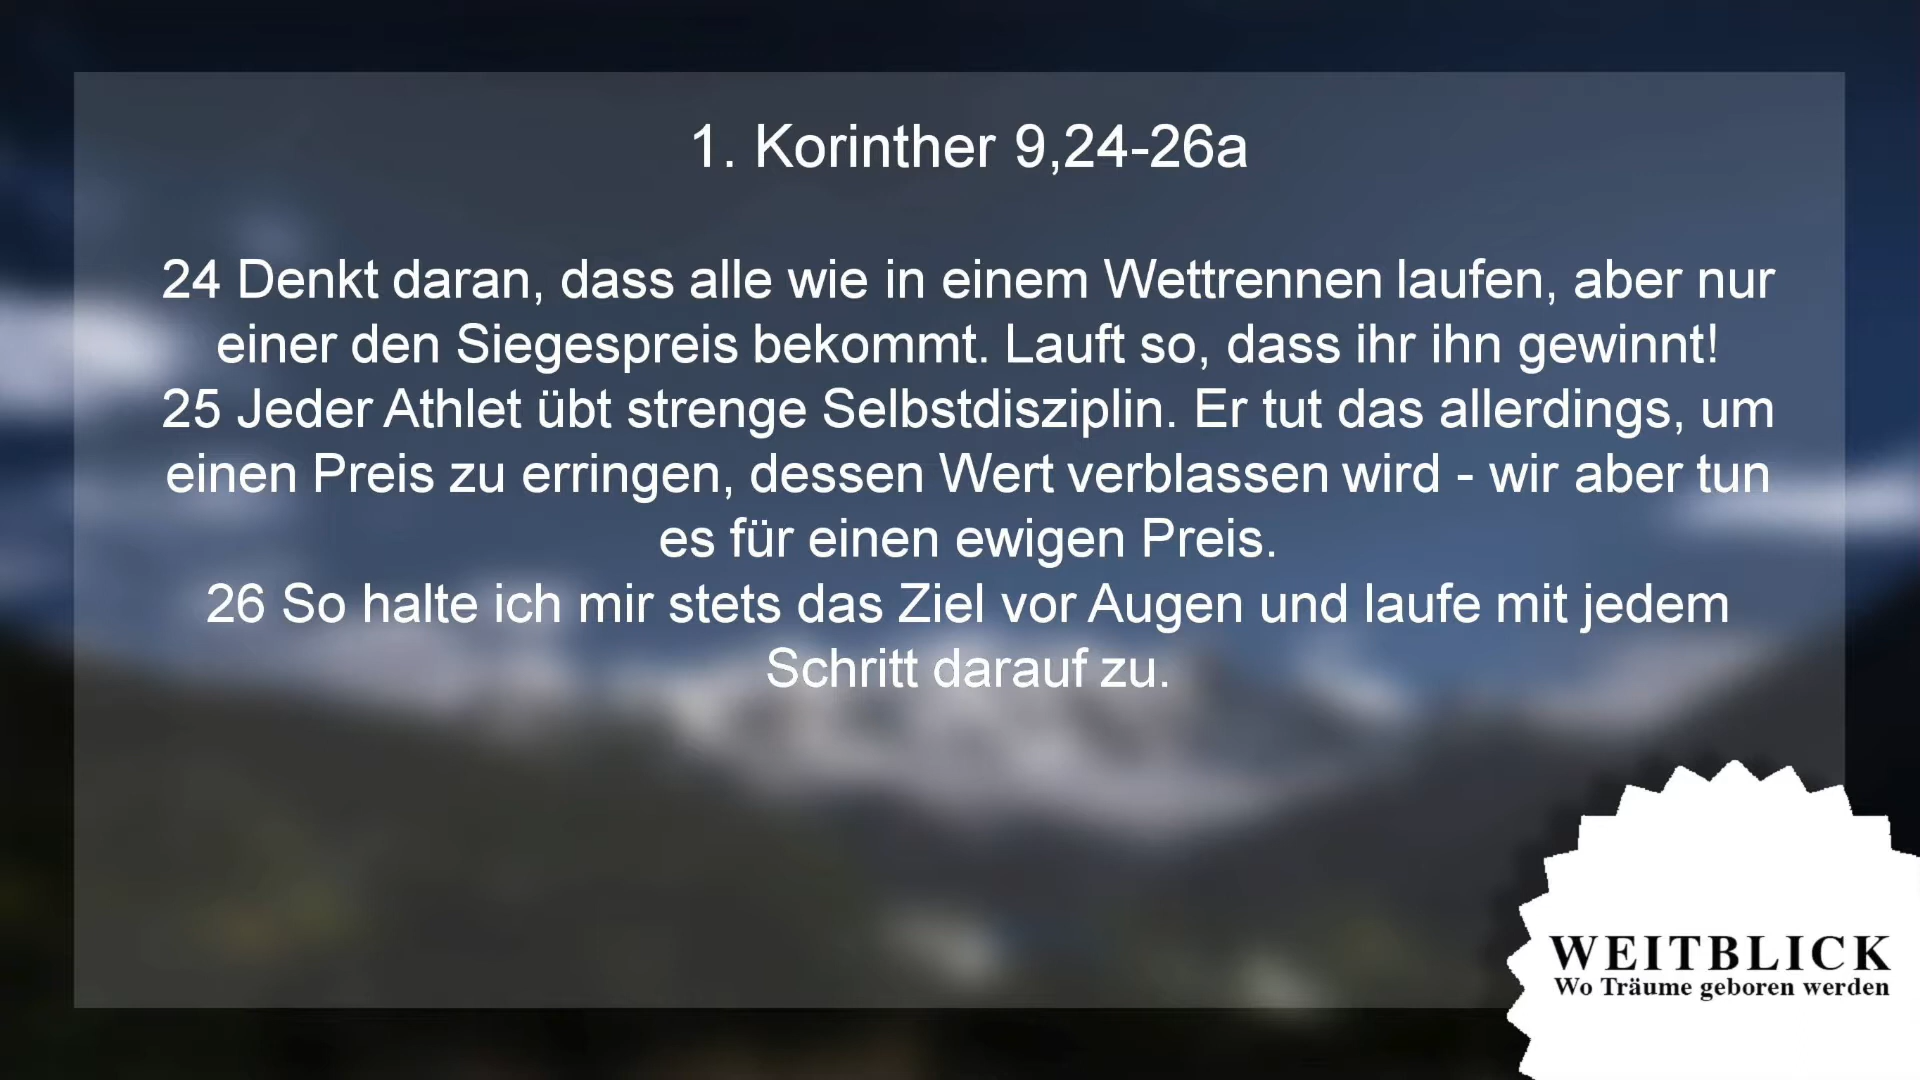 1. Korinther 9,24-26a
24 Denkt daran, dass alle wie in einem Wettrennen laufen, aber nur
einer den Siegespreis bekommt. Lauft so, dass ihr ihn gewinnt!
25 Jeder Athlet übt strenge Selbstdisziplin. Er tut das allerdings, um
einen Preis zu erringen, dessen Wert verblassen wird - wir aber tun
es für einen ewigen Preis.
26 So halte ich mir stets das Ziel vor Augen und laufe mit jedem
Schritt darauf zu.
WEITBLICK
Wo Träume geboren werden